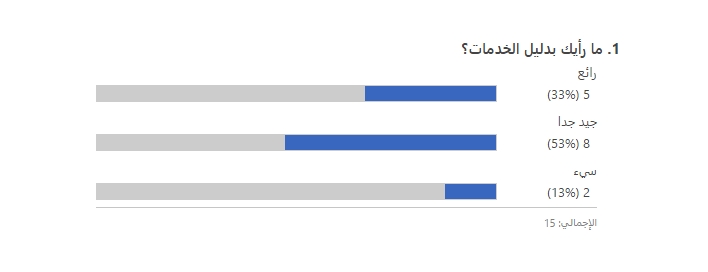 1. ما رأيك بدليل الخدمات؟
رائع
5 (33%)
جيد جدا
8 (53%)
سيء
2 (13%)
الإجمالي: 15